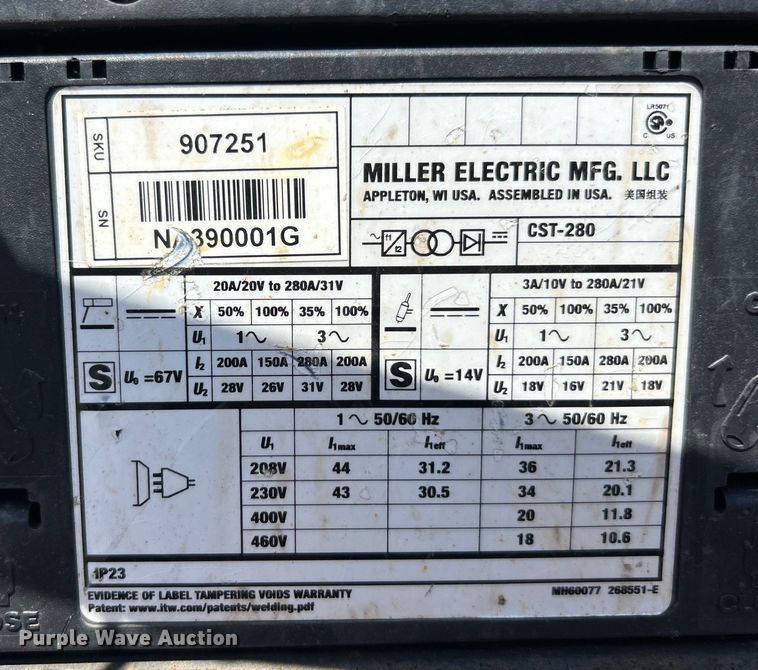 SKU 907251
SN
390001G
LR5071
C US
MILLER ELECTRIC MFG. LLC
APPLETON, WI USA. ASSEMBLED IN USA. 美国组装
f1
f2
CST-280
20A/20V to 280A/31V
X 50% 100% 35% 100%
U₁ 1~ 3~
S U₀ =67V
I₂ 200A 150A 280A 200A
U₂ 28V 26V 31V 28V
3A/10V to 280A/21V
X 50% 100% 35% 100%
U₁ 1~ 3~
S U₀ =14V
I₂ 200A 150A 280A 200A
U₂ 18V 16V 21V 18V
1~ 50/60 Hz 3~ 50/60 Hz
U₁ I₁max I₁eff I₁max I₁eff
208V 44 31.2 36 21.3
230V 43 30.5 34 20.1
400V 20 11.8
460V 18 10.6
IP23
EVIDENCE OF LABEL TAMPERING VOIDS WARRANTY
Patent: www.itw.com/patents/welding.pdf
MH60077 268551-E
Purple Wave Auction